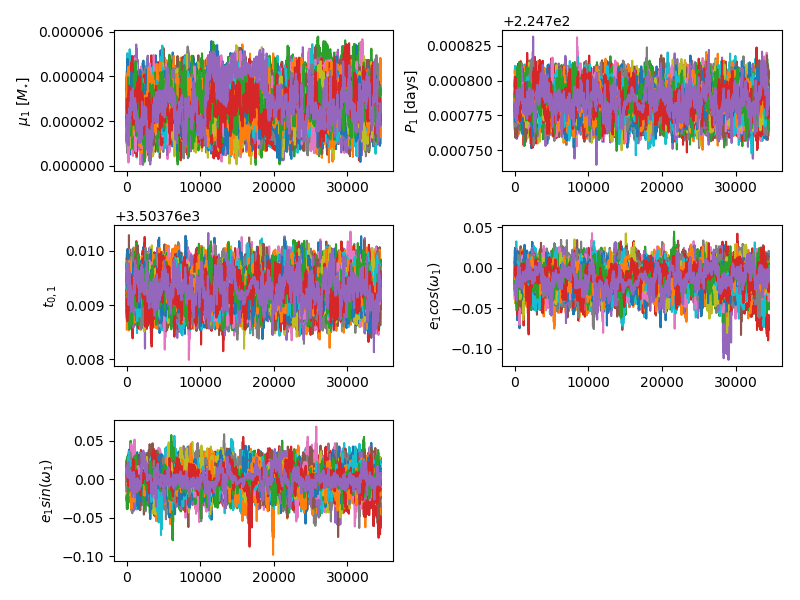 +2.247e2
0.000006
0.000004
0.000002
0.000000
μ₁ [M⋆]
0 10000 20000 30000
0.000825
0.000800
0.000775
0.000750
P₁ [days]
0 10000 20000 30000
+3.50376e3
0.010
0.009
0.008
t₀,₁
0 10000 20000 30000
0.05
0.00
−0.05
−0.10
e₁cos(ω₁)
0 10000 20000 30000
0.05
0.00
−0.05
−0.10
e₁sin(ω₁)
0 10000 20000 30000